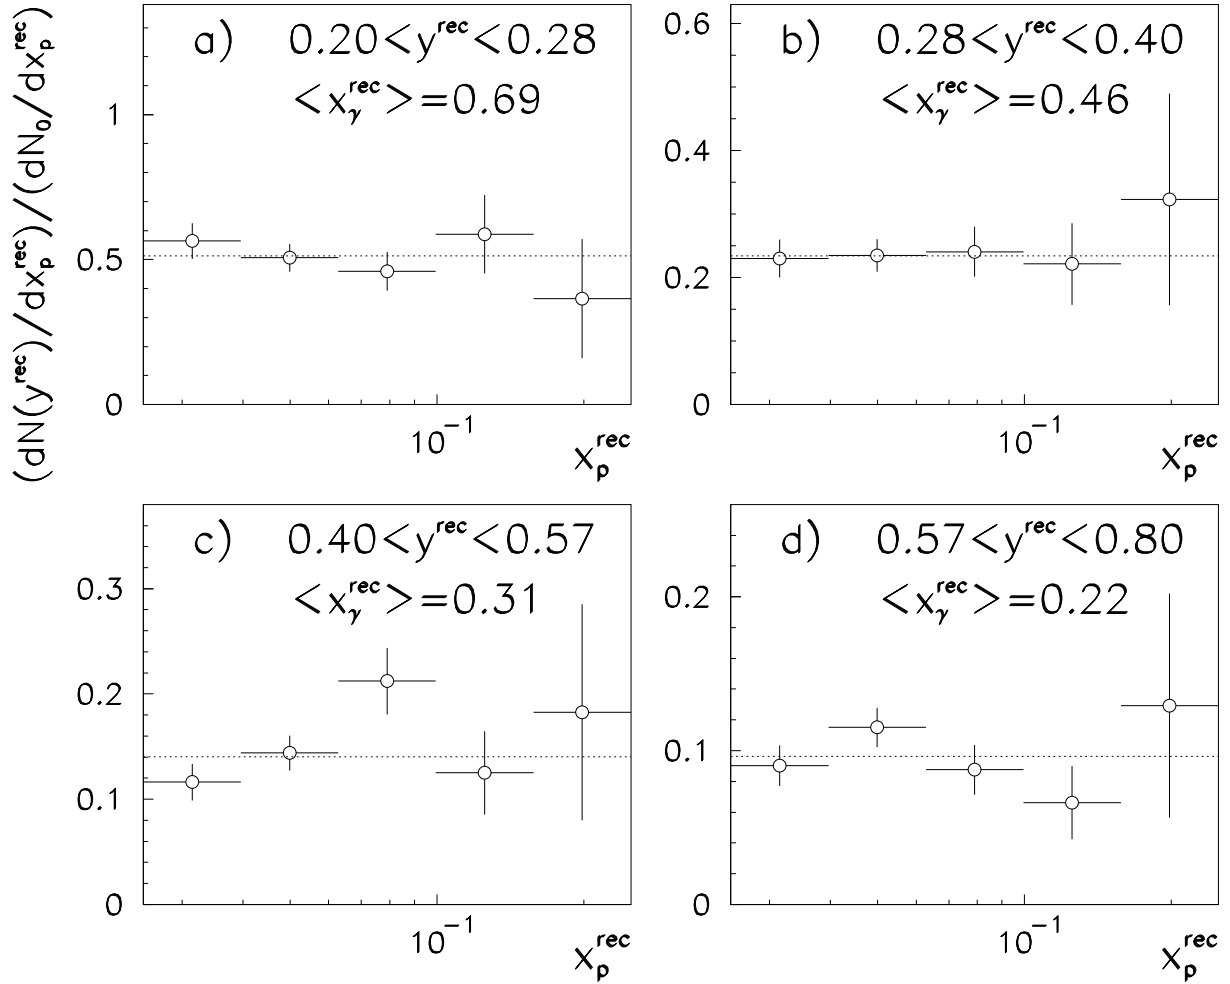 (dN(y^rec)/dx_p^rec)/(dN_0/dx_p^rec)
a) 0.20<y^rec<0.28
<x_γ^rec>=0.69
1
0.5
0
10^-1
x_p^rec
b) 0.28<y^rec<0.40
<x_γ^rec>=0.46
0.6
0.4
0.2
0
10^-1
x_p^rec
c) 0.40<y^rec<0.57
<x_γ^rec>=0.31
0.3
0.2
0.1
0
10^-1
x_p^rec
d) 0.57<y^rec<0.80
<x_γ^rec>=0.22
0.2
0.1
0
10^-1
x_p^rec